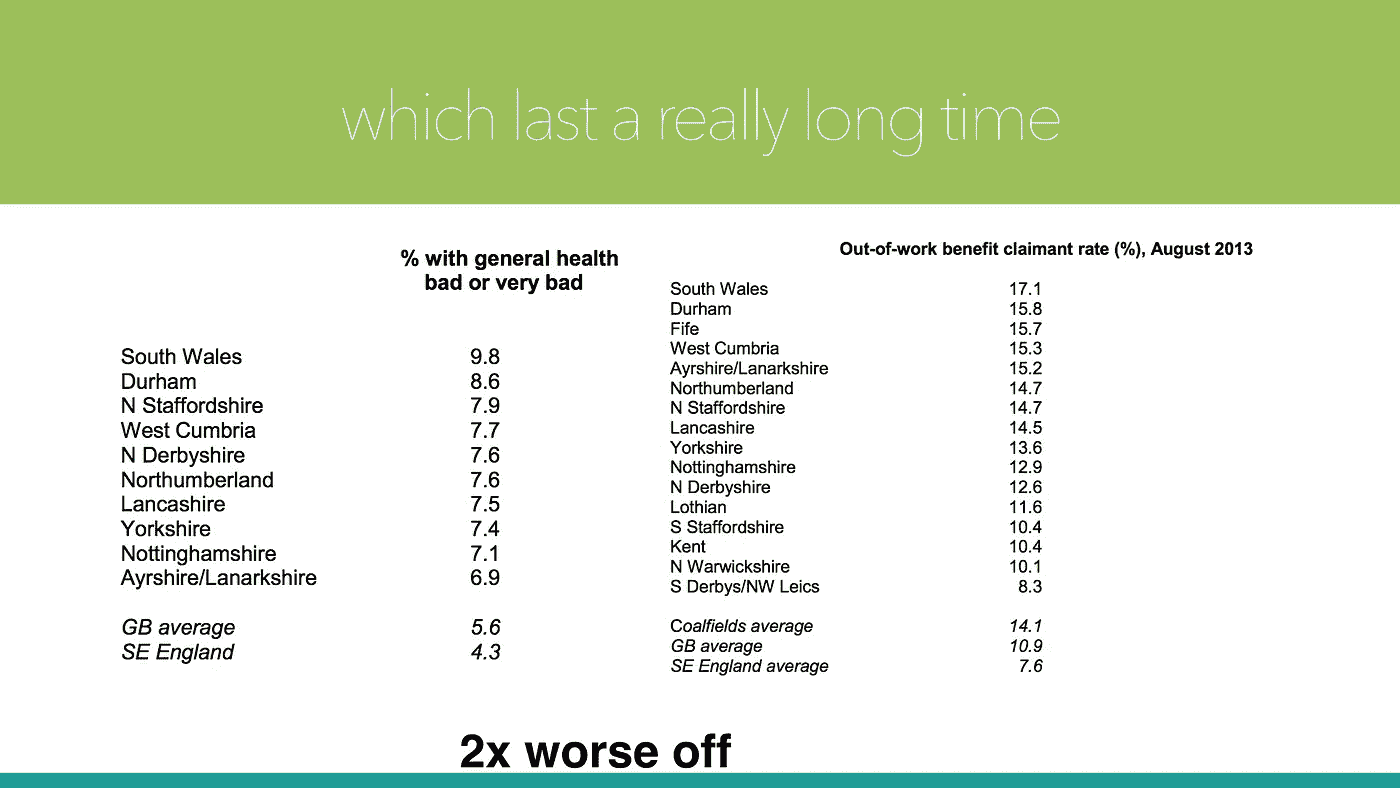 which last a really long time
% with general health
bad or very bad
South Wales 9.8
Durham 8.6
N Staffordshire 7.9
West Cumbria 7.7
N Derbyshire 7.6
Northumberland 7.6
Lancashire 7.5
Yorkshire 7.4
Nottinghamshire 7.1
Ayrshire/Lanarkshire 6.9
GB average 5.6
SE England 4.3
Out-of-work benefit claimant rate (%), August 2013
South Wales 17.1
Durham 15.8
Fife 15.7
West Cumbria 15.3
Ayrshire/Lanarkshire 15.2
Northumberland 14.7
N Staffordshire 14.7
Lancashire 14.5
Yorkshire 13.6
Nottinghamshire 12.9
N Derbyshire 12.6
Lothian 11.6
S Staffordshire 10.4
Kent 10.4
N Warwickshire 10.1
S Derbys/NW Leics 8.3
Coalfields average 14.1
GB average 10.9
SE England average 7.6
2x worse off